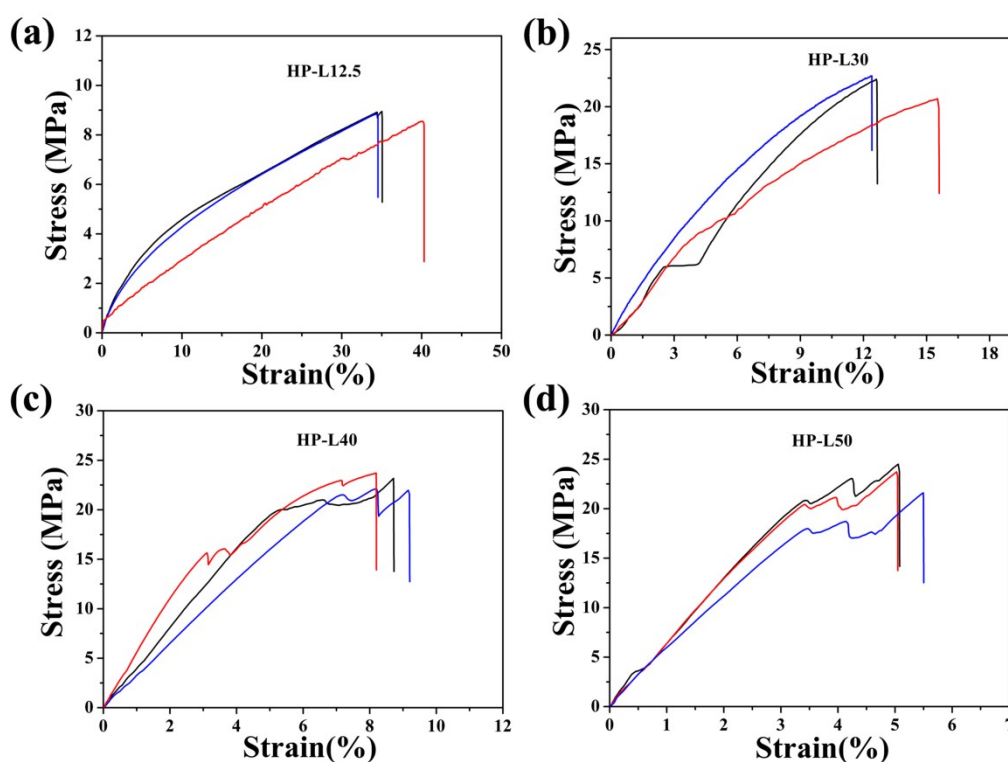 (a)
HP-L12.5
Stress (MPa)
12
10
8
6
4
2
0
0 10 20 30 40 50
Strain(%)
(b)
HP-L30
Stress (MPa)
25
20
15
10
5
0
0 3 6 9 12 15 18
Strain(%)
(c)
HP-L40
Stress (MPa)
30
25
20
15
10
5
0
0 2 4 6 8 10 12
Strain(%)
(d)
HP-L50
Stress (MPa)
30
25
20
15
10
5
0
0 1 2 3 4 5 6 7
Strain(%)